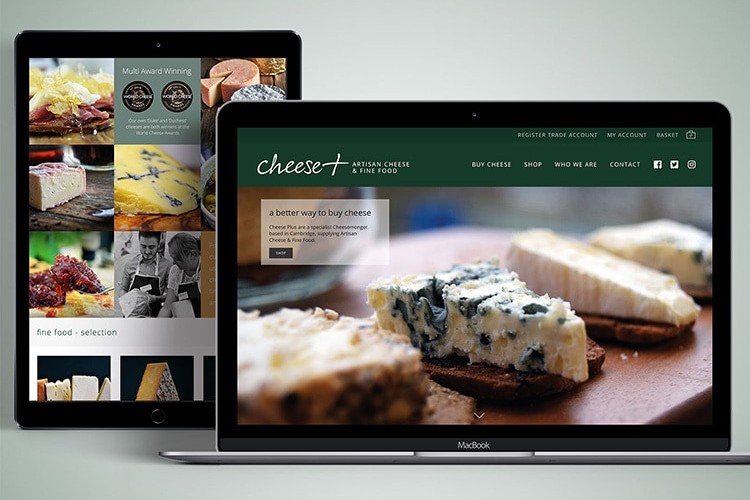 Multi Award Winning
WORLD CHEESE
WORLD CHEESE
Our own 'Duke' and 'Duchess'
cheeses are both winners at the
World Cheese Awards
fine food - selection
REGISTER TRADE ACCOUNT MY ACCOUNT BASKET
cheese+ ARTISAN CHEESE
& FINE FOOD
BUY CHEESE SHOP WHO WE ARE CONTACT
a better way to buy cheese
Cheese Plus are a specialist Cheesemonger
based in Cambridge, supplying Artisan
Cheese & Fine Food.
SHOP
MacBook